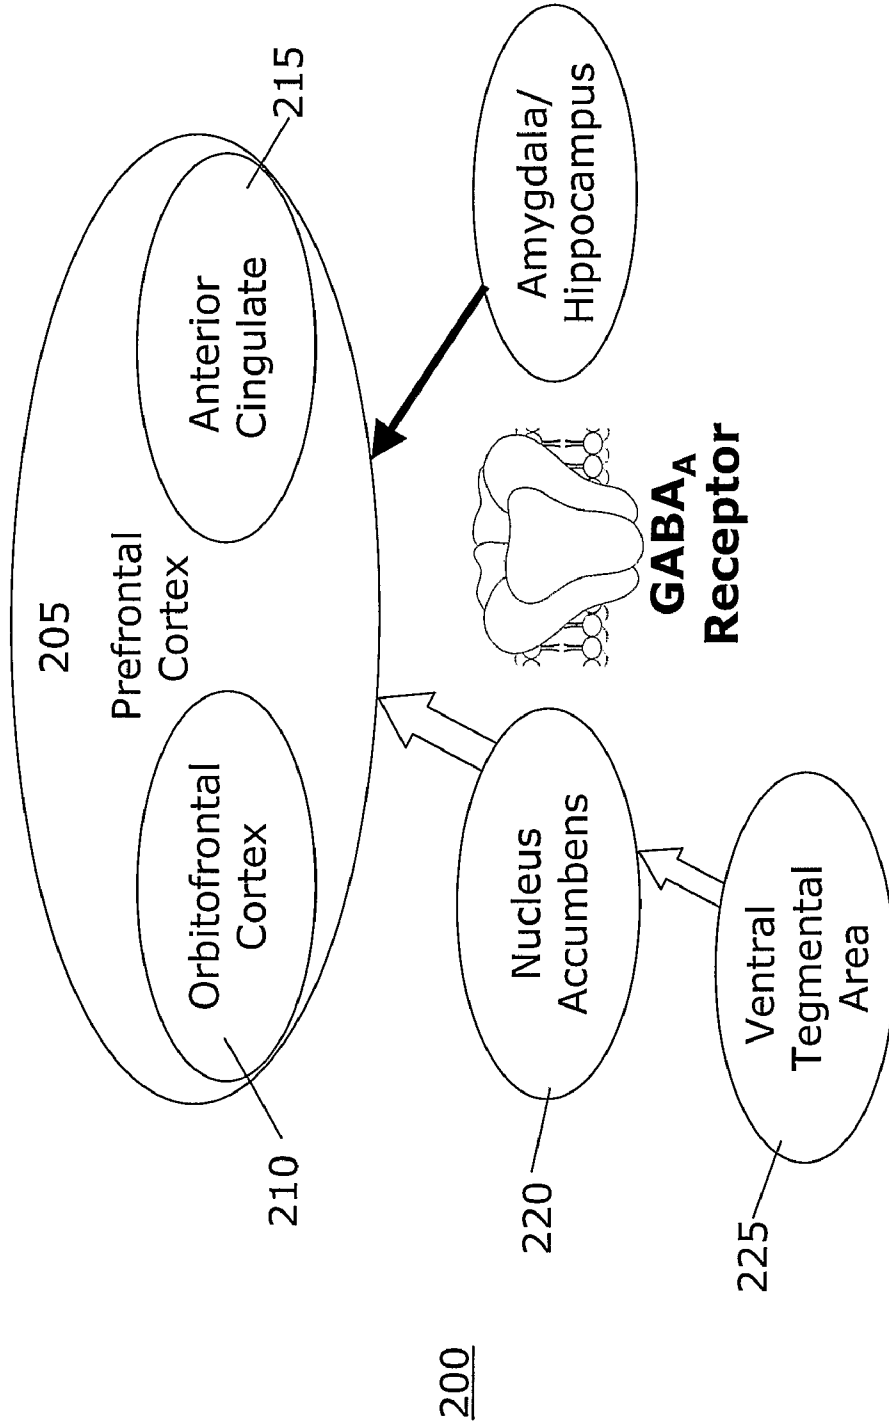 200
205
Prefrontal
Cortex
210
Orbitofrontal
Cortex
Anterior
Cingulate
215
220
Nucleus
Accumbens
GABAA
Receptor
Amygdala/
Hippocampus
225
Ventral
Tegmental
Area